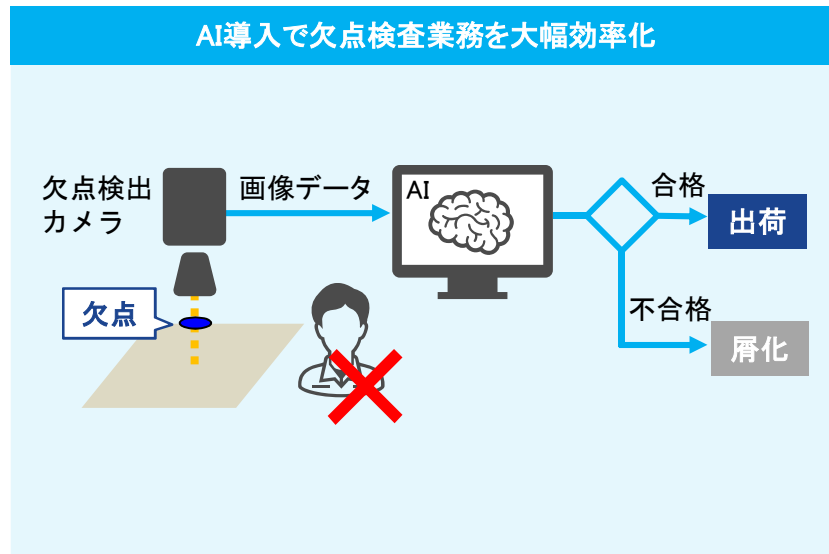 AI導入で欠点検査業務を大幅効率化
欠点検出
カメラ
画像データ
AI
合格
出荷
欠点
不合格
屑化